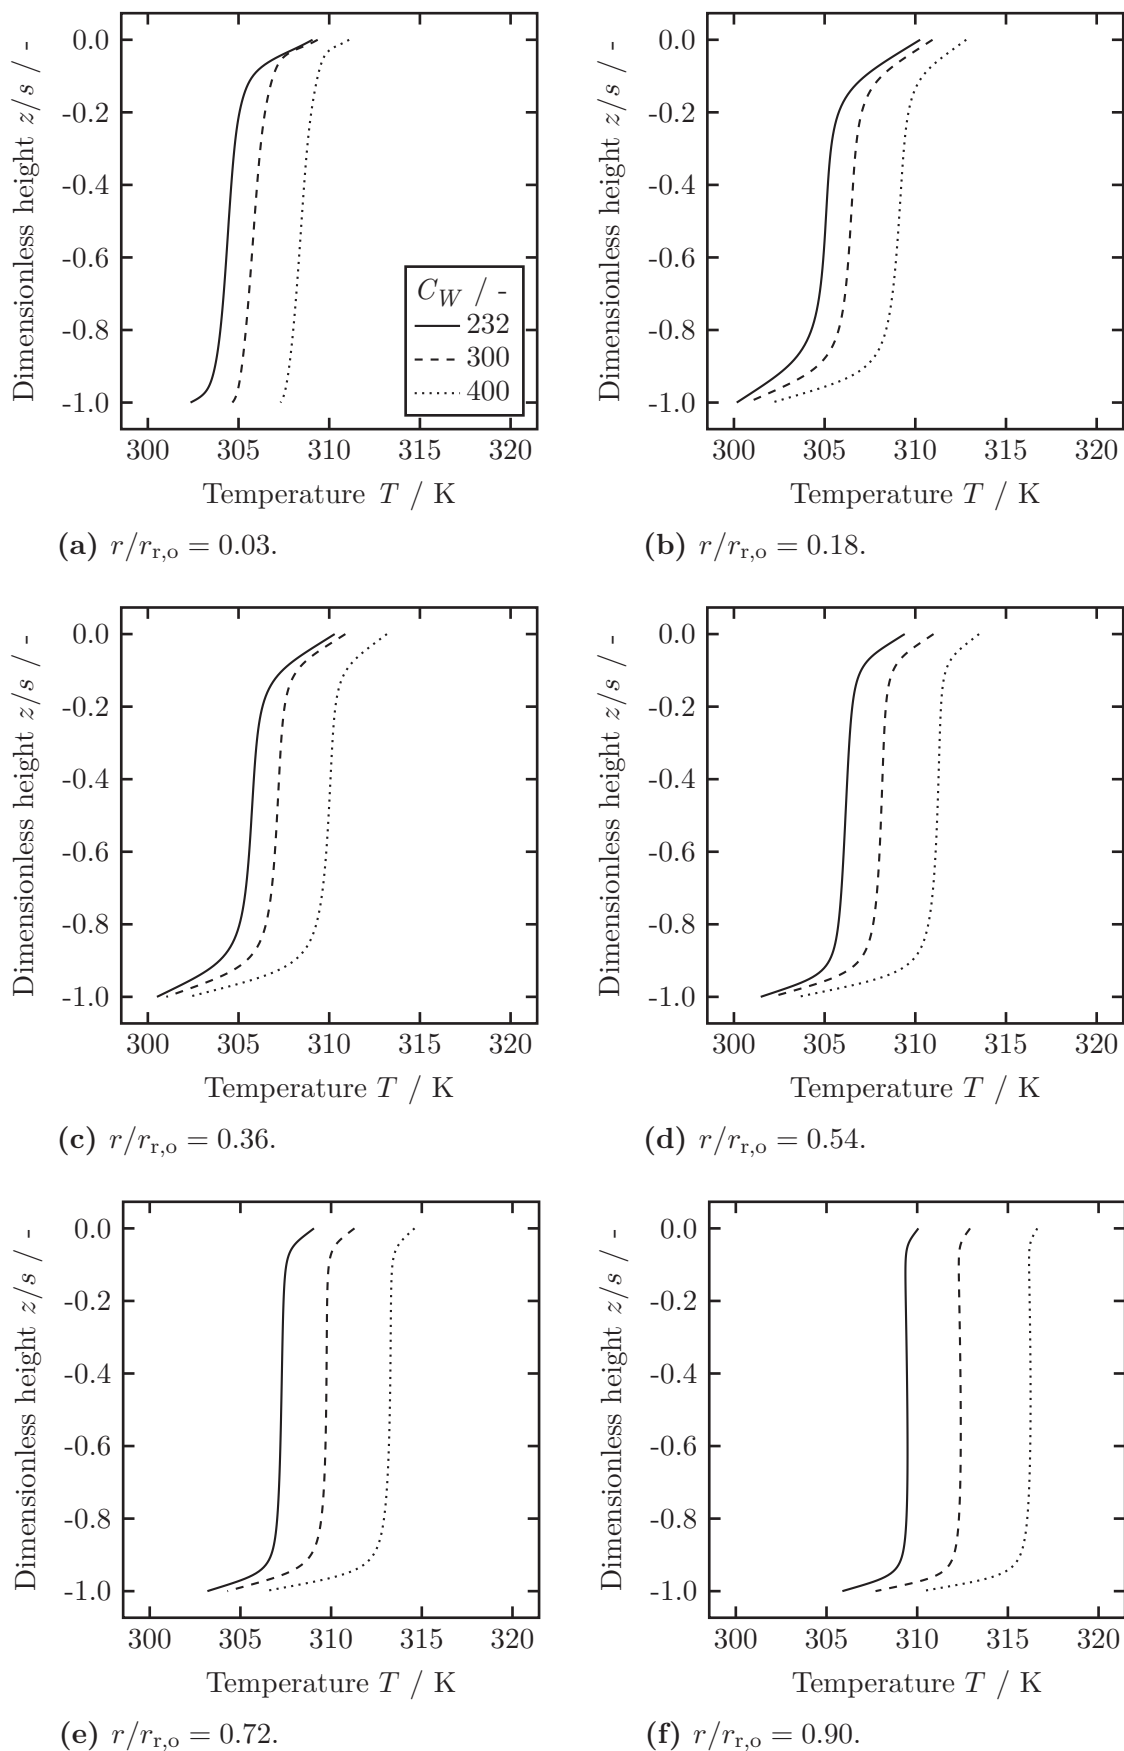 0.0
-0.2
-0.4
-0.6
-0.8
-1.0
Dimensionless height z/s / -
C_W / -
232
300
400
300 305 310 315 320
Temperature T / K
(a) r/r_{r,o} = 0.03.
0.0
-0.2
-0.4
-0.6
-0.8
-1.0
Dimensionless height z/s / -
300 305 310 315 320
Temperature T / K
(b) r/r_{r,o} = 0.18.
0.0
-0.2
-0.4
-0.6
-0.8
-1.0
Dimensionless height z/s / -
300 305 310 315 320
Temperature T / K
(c) r/r_{r,o} = 0.36.
0.0
-0.2
-0.4
-0.6
-0.8
-1.0
Dimensionless height z/s / -
300 305 310 315 320
Temperature T / K
(d) r/r_{r,o} = 0.54.
0.0
-0.2
-0.4
-0.6
-0.8
-1.0
Dimensionless height z/s / -
300 305 310 315 320
Temperature T / K
(e) r/r_{r,o} = 0.72.
0.0
-0.2
-0.4
-0.6
-0.8
-1.0
Dimensionless height z/s / -
300 305 310 315 320
Temperature T / K
(f) r/r_{r,o} = 0.90.